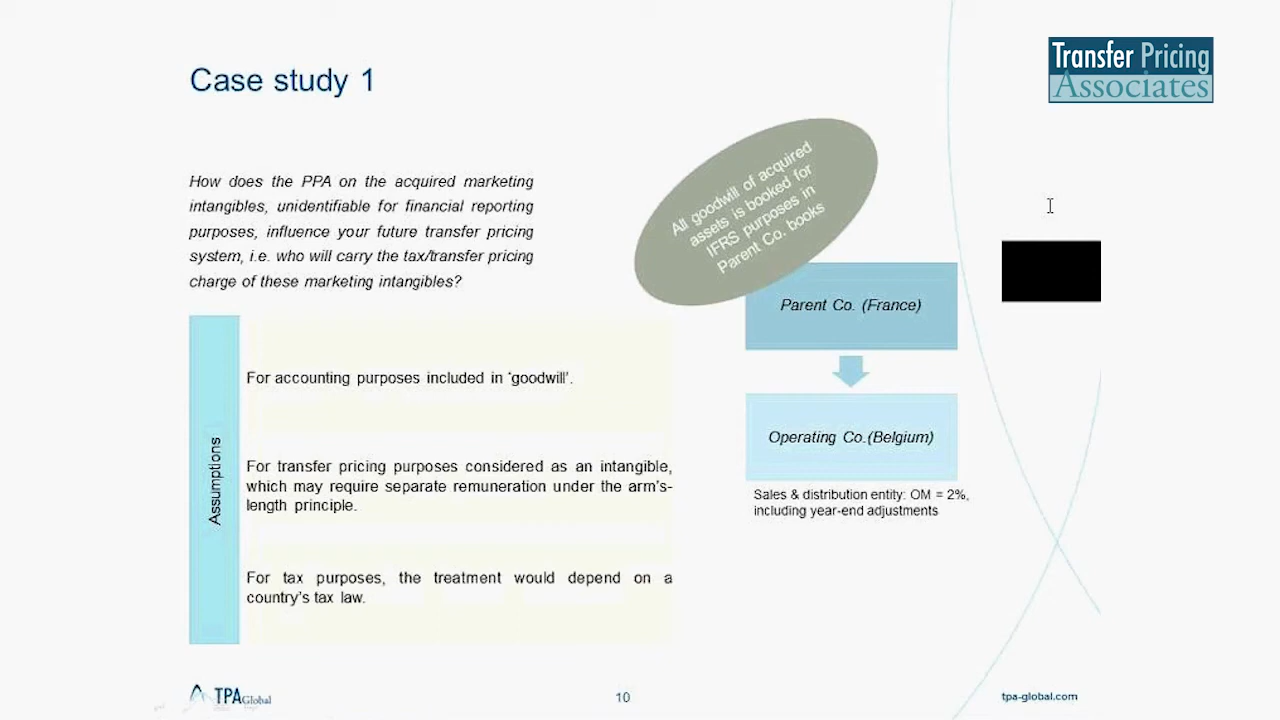 Transfer Pricing
Associates
Case study 1
How does the PPA on the acquired marketing
intangibles, unidentifiable for financial reporting
purposes, influence your future transfer pricing
system, i.e. who will carry the tax/transfer pricing
charge of these marketing intangibles?
All goodwill of acquired
assets is booked for
IFRS purposes in
Parent Co. books
Parent Co. (France)
Operating Co.(Belgium)
Sales & distribution entity: OM = 2%,
including year-end adjustments
Assumptions
For accounting purposes included in ‘goodwill’.
For transfer pricing purposes considered as an intangible,
which may require separate remuneration under the arm’s-
length principle.
For tax purposes, the treatment would depend on a
country’s tax law.
TPA Global
10
tpa-global.com